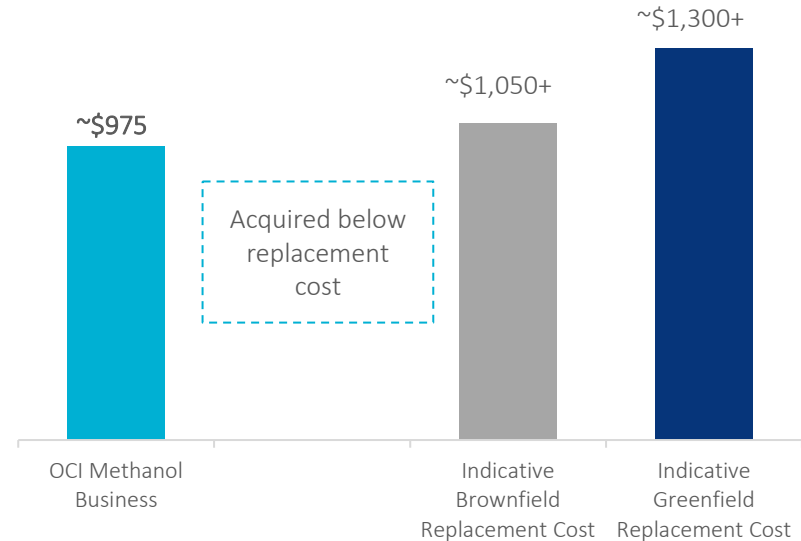 ~$1,300+
~$1,050+
~$975
Acquired below
replacement
cost
OCI Methanol
Business
Indicative
Brownfield
Replacement Cost
Indicative
Greenfield
Replacement Cost